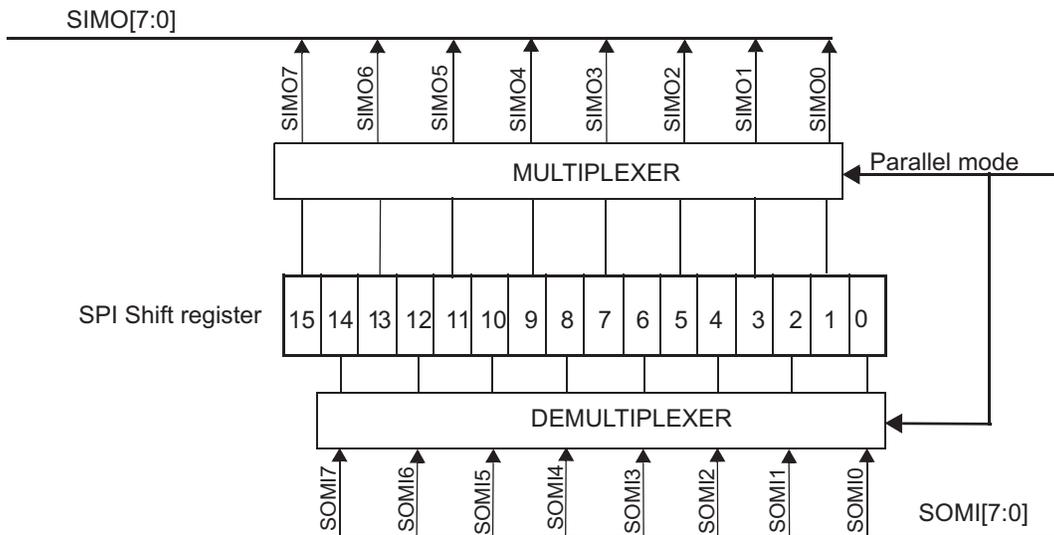 SIMO[7:0]
SIMO7 SIMO6 SIMO5 SIMO4 SIMO3 SIMO2 SIMO1 SIMO0
MULTIPLEXER
Parallel mode
SPI Shift register
15 14 13 12 11 10 9 8 7 6 5 4 3 2 1 0
DEMULTIPLEXER
SOMI7 SOMI6 SOMI5 SOMI4 SOMI3 SOMI2 SOMI1 SOMI0
SOMI[7:0]